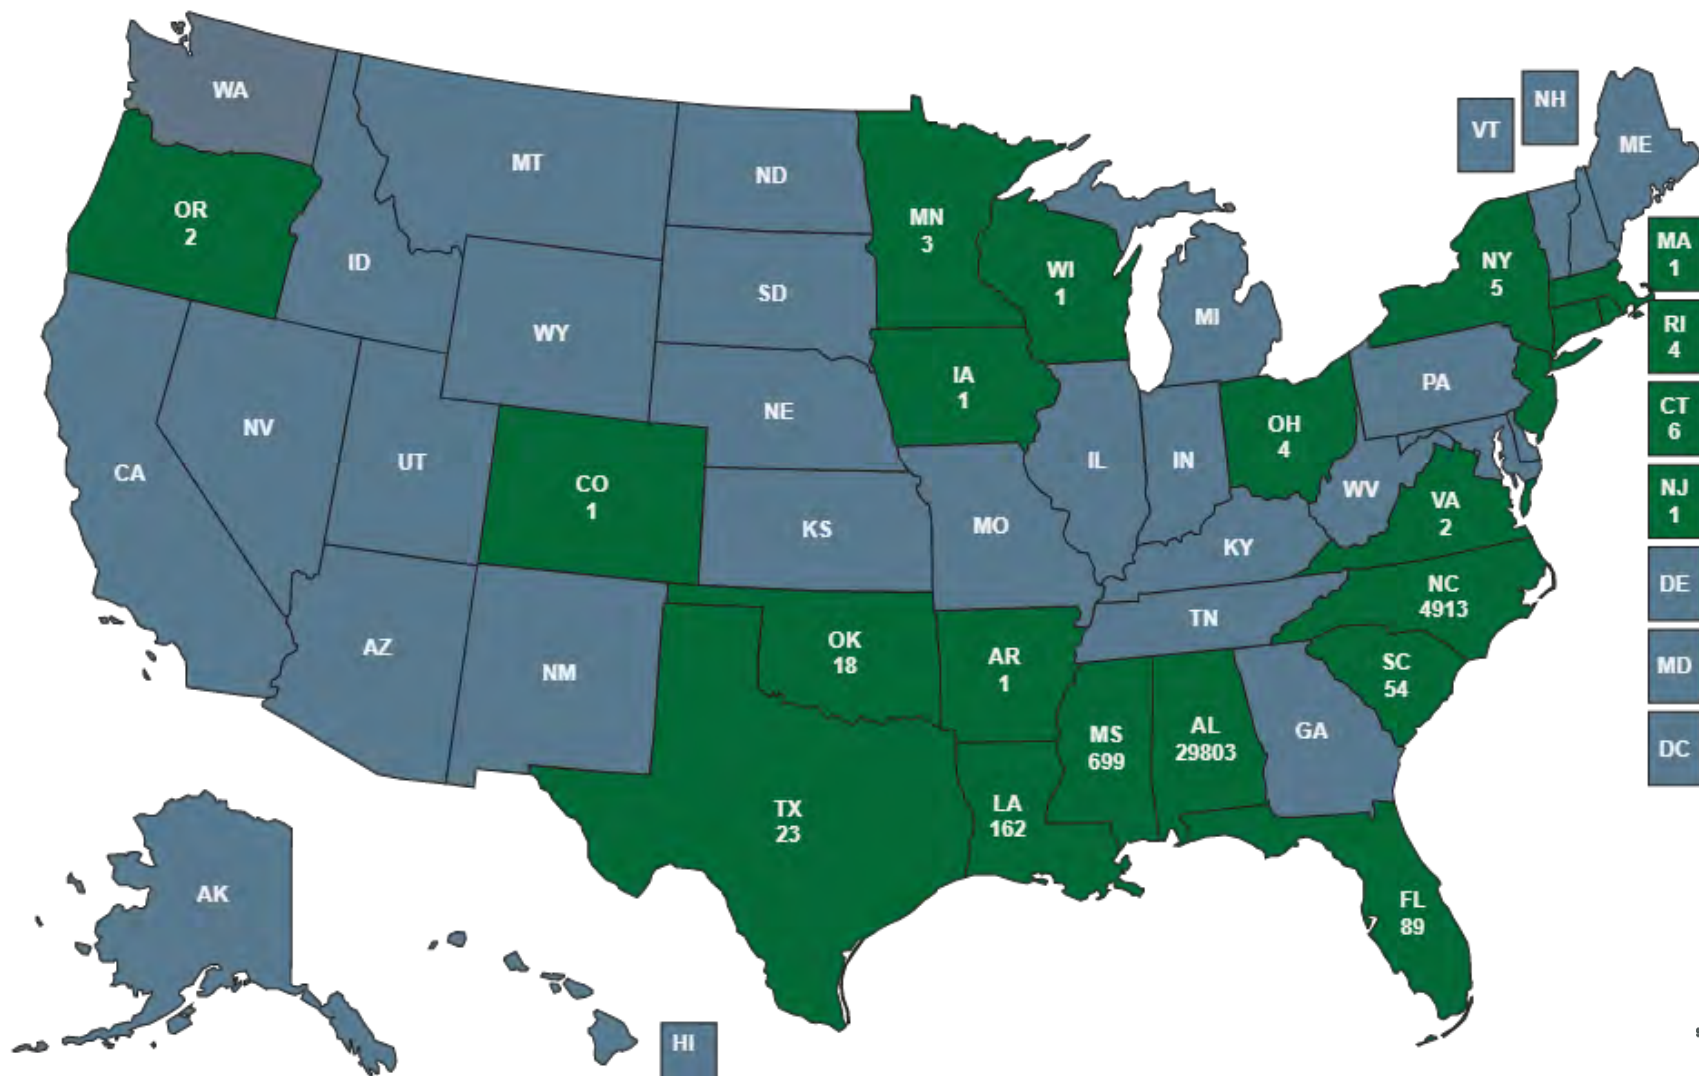 WA
OR
2
CA
NV
ID
MT
WY
UT
AZ
CO
1
NM
ND
SD
NE
KS
OK
18
TX
23
MN
3
IA
1
MO
AR
1
LA
162
WI
1
IL
MS
699
MI
IN
KY
TN
AL
29803
OH
4
WV
GA
FL
89
SC
54
NC
4913
VA
2
PA
NY
5
VT
NH
ME
MA
1
RI
4
CT
6
NJ
1
DE
MD
DC
AK
HI